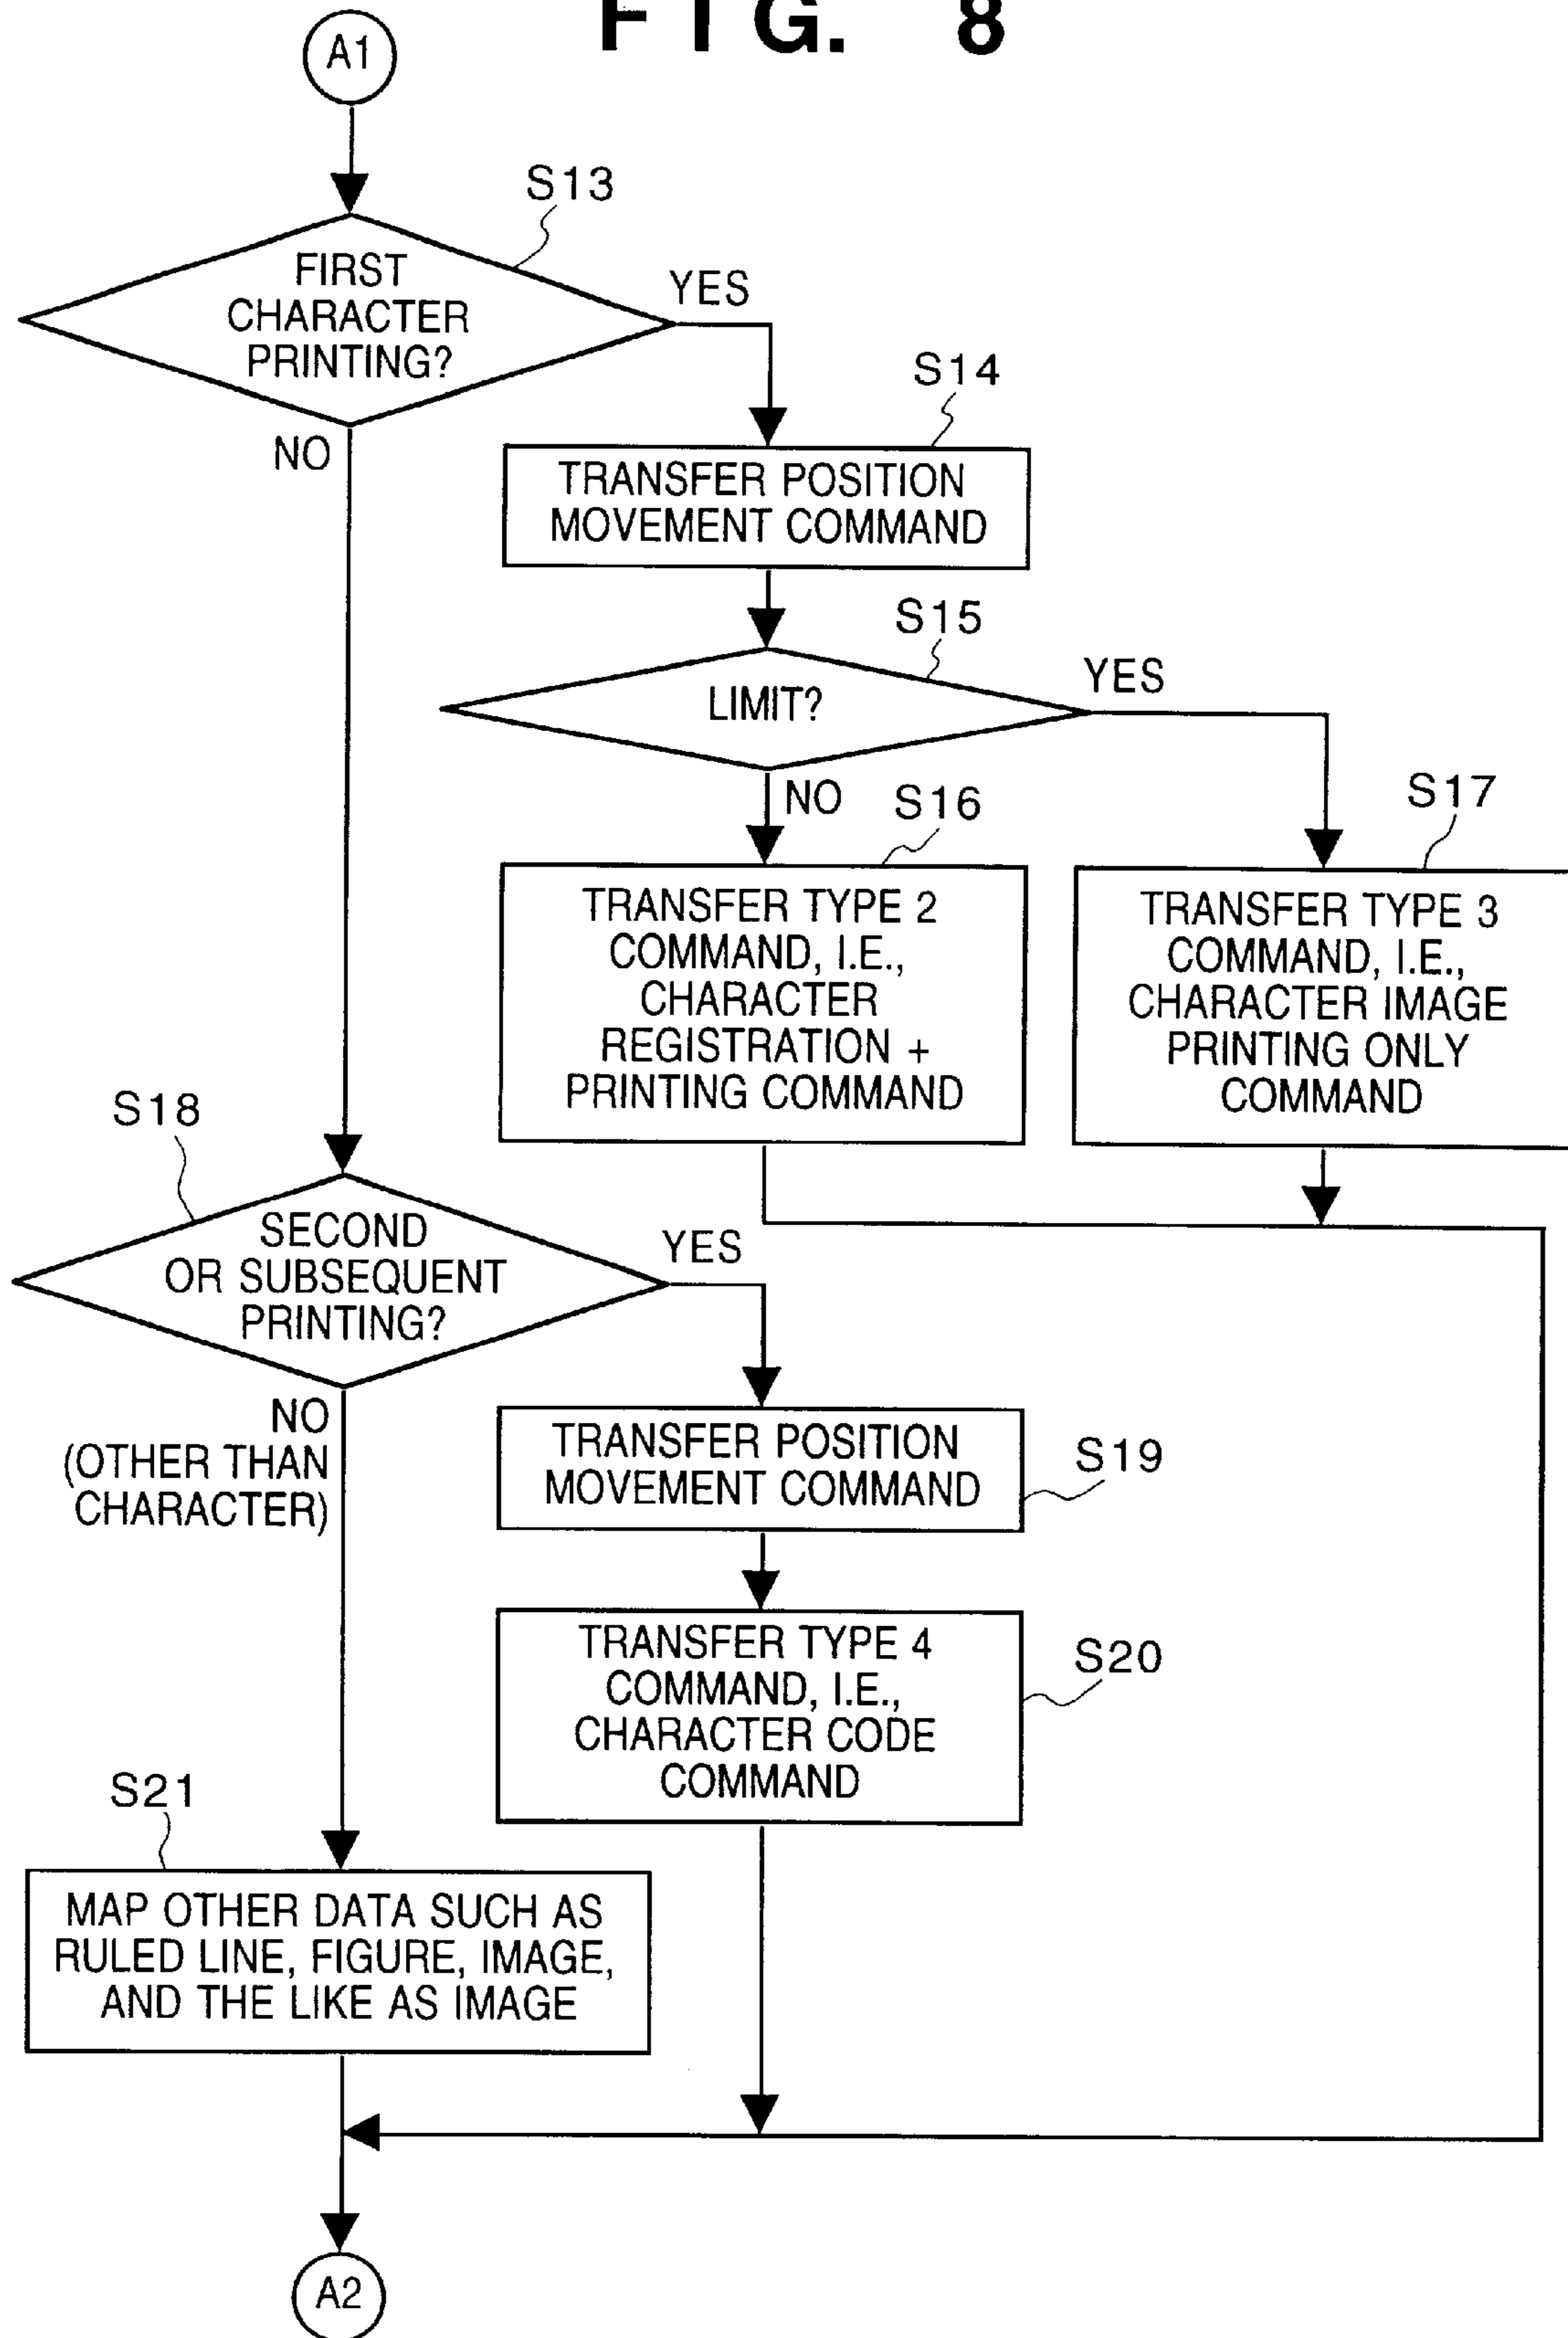 FIG. 8
A1
S13
FIRST
CHARACTER
PRINTING?
YES
NO
S14
TRANSFER POSITION
MOVEMENT COMMAND
S15
LIMIT?
YES
NO
S16
TRANSFER TYPE 2
COMMAND, I.E.,
CHARACTER
REGISTRATION +
PRINTING COMMAND
S17
TRANSFER TYPE 3
COMMAND, I.E.,
CHARACTER IMAGE
PRINTING ONLY
COMMAND
S18
SECOND
OR SUBSEQUENT
PRINTING?
YES
NO
(OTHER THAN
CHARACTER)
TRANSFER POSITION
MOVEMENT COMMAND
S19
TRANSFER TYPE 4
COMMAND, I.E.,
CHARACTER CODE
COMMAND
S20
S21
MAP OTHER DATA SUCH AS
RULED LINE, FIGURE, IMAGE,
AND THE LIKE AS IMAGE
A2